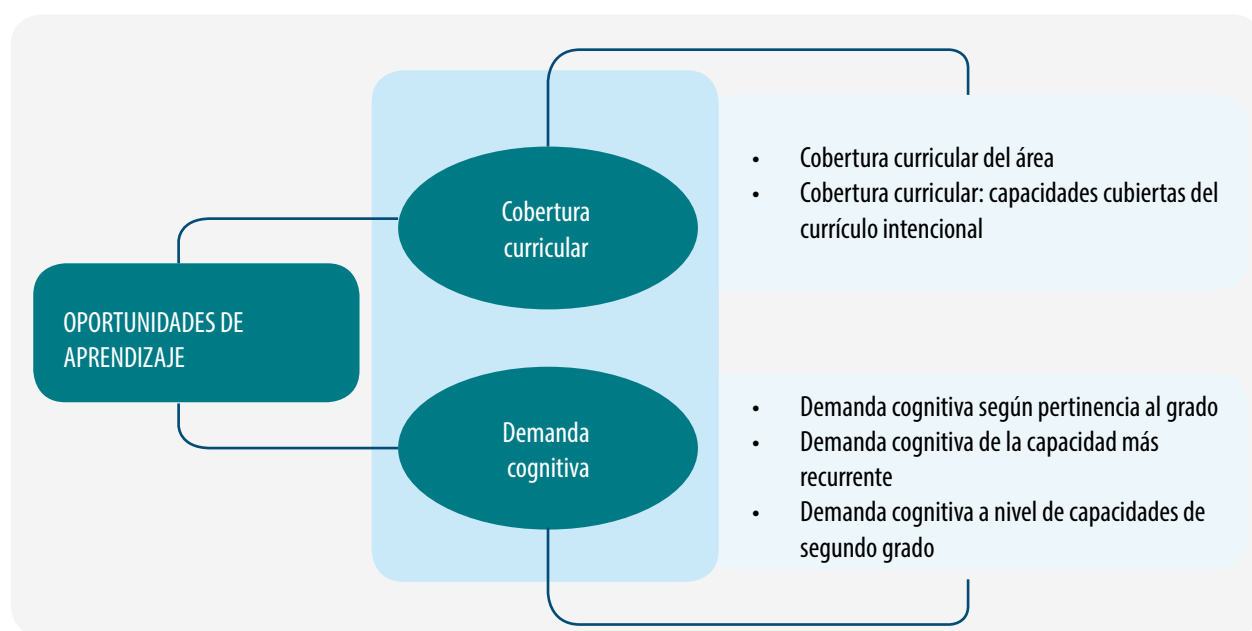 OPORTUNIDADES DE
APRENDIZAJE
Cobertura
curricular
• Cobertura curricular del área
• Cobertura curricular: capacidades cubiertas del
currículo intencional
Demanda
cognitiva
• Demanda cognitiva según pertinencia al grado
• Demanda cognitiva de la capacidad más
recurrente
• Demanda cognitiva a nivel de capacidades de
segundo grado